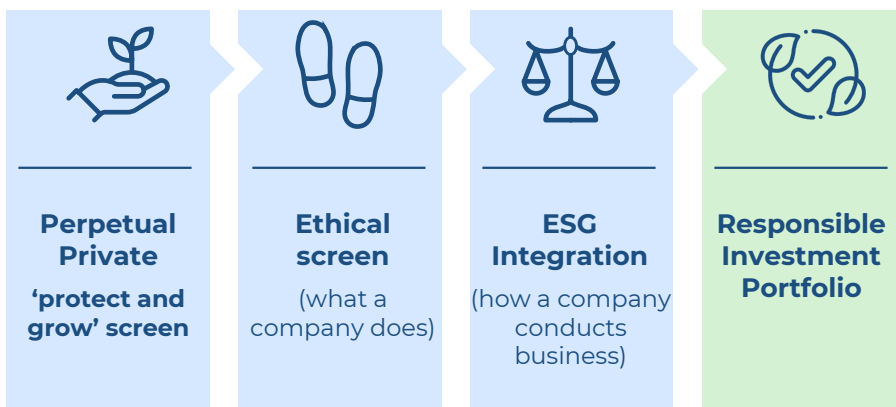 Perpetual
Private
‘protect and
grow’ screen
Ethical
screen
(what a
company does)
ESG
Integration
(how a company
conducts
business)
Responsible
Investment
Portfolio